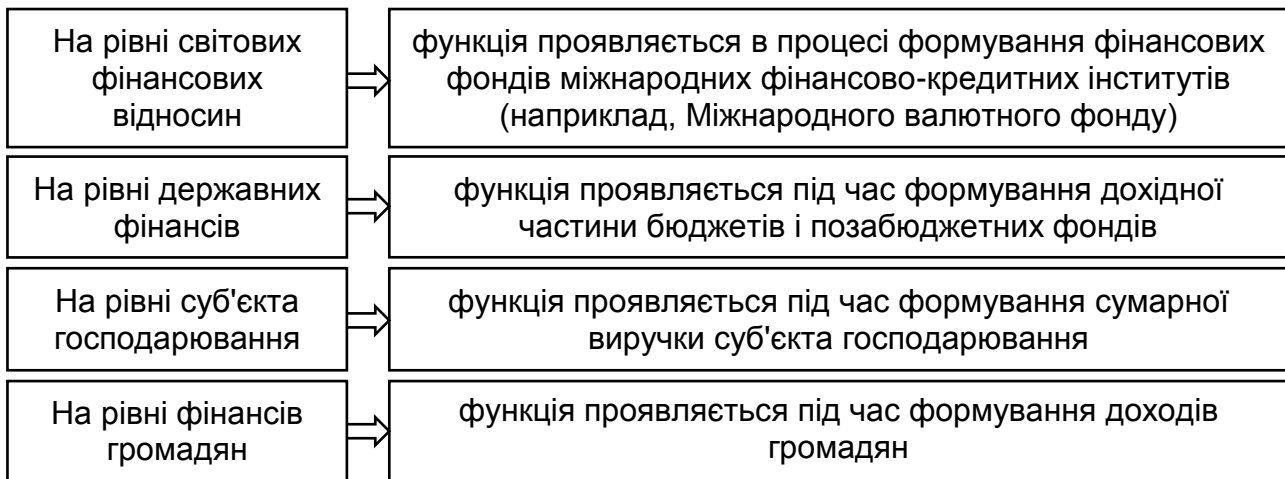 На рівні світових
фінансових
відносин
функція проявляється в процесі формування фінансових
фондів міжнародних фінансово-кредитних інститутів
(наприклад, Міжнародного валютного фонду)
На рівні державних
фінансів
функція проявляється під час формування дохідної
частини бюджетів і позабюджетних фондів
На рівні суб'єкта
господарювання
функція проявляється під час формування сумарної
виручки суб'єкта господарювання
На рівні фінансів
громадян
функція проявляється під час формування доходів
громадян